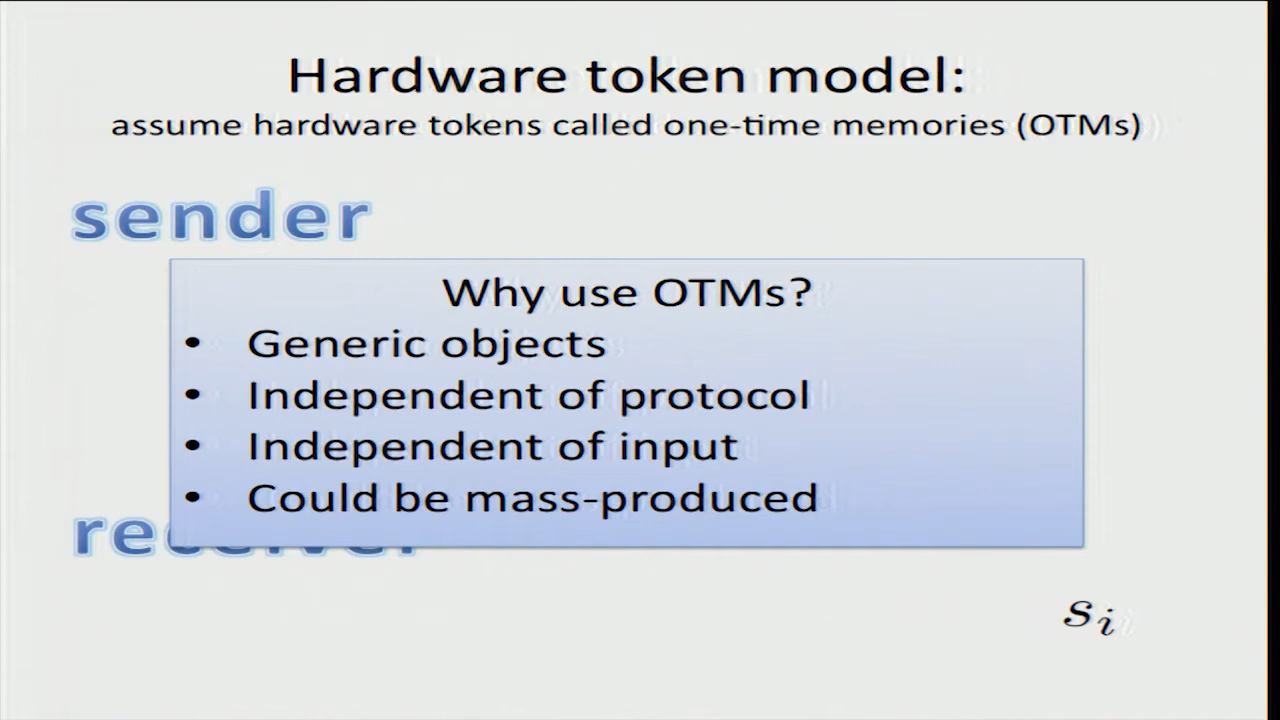 Hardware token model:
assume hardware tokens called one-time memories (OTMs)
sender
Why use OTMs?
• Generic objects
• Independent of protocol
• Independent of input
• Could be mass-produced
receiver
s_i